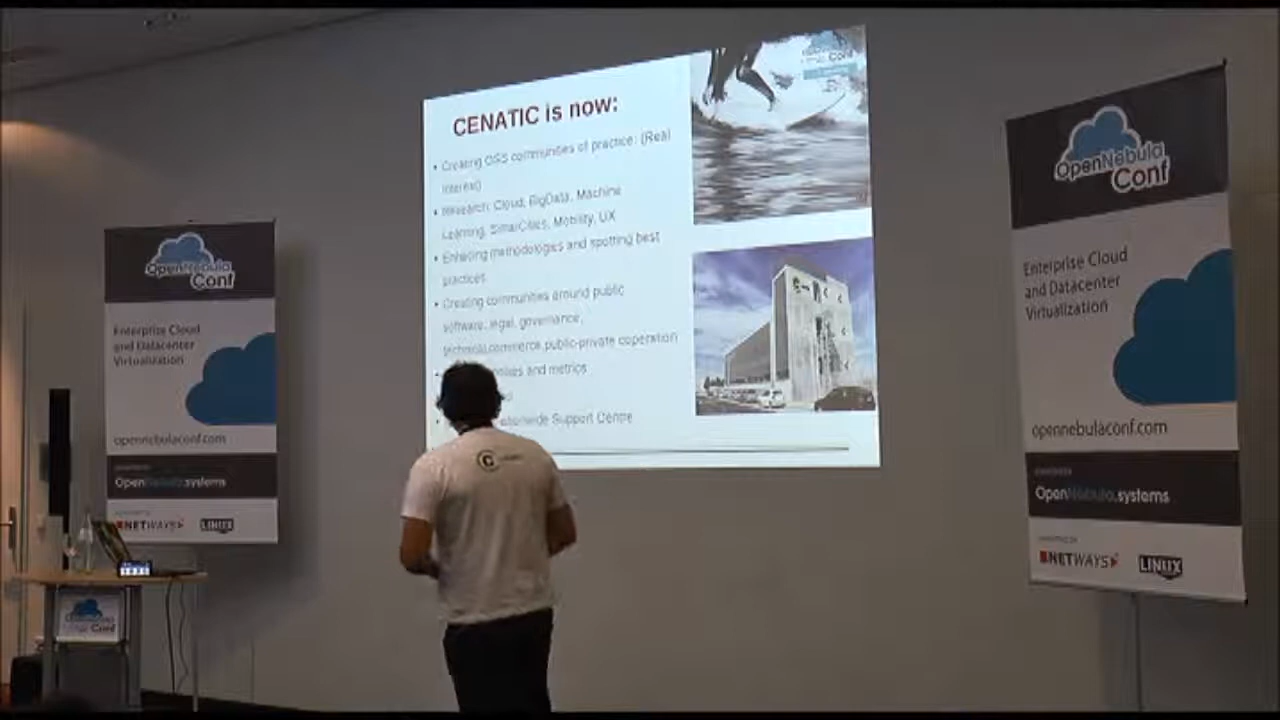 CENATIC is now:
• Creating OSS communities of practice: (Real
interest)
• Research: Cloud, BigData, Machine
Learning, SmartCities, Mobility, UX
• Enhacing methodologies and spotting best
practices
• Creating communities around public
software, legal, governance,
technical,commerce,public-private coperation
and metrics
Support Centre
OpenNebula
Conf
Enterprise Cloud
and Datacenter
Virtualization
opennebulaconf.com
OpenNebula.systems
NETWAYS
LINUX
OpenNebula
Conf
OpenNebula
Conf
Enterprise Cloud
and Datacenter
Virtualization
opennebulaconf.com
OpenNebula.systems
NETWAYS
LINUX